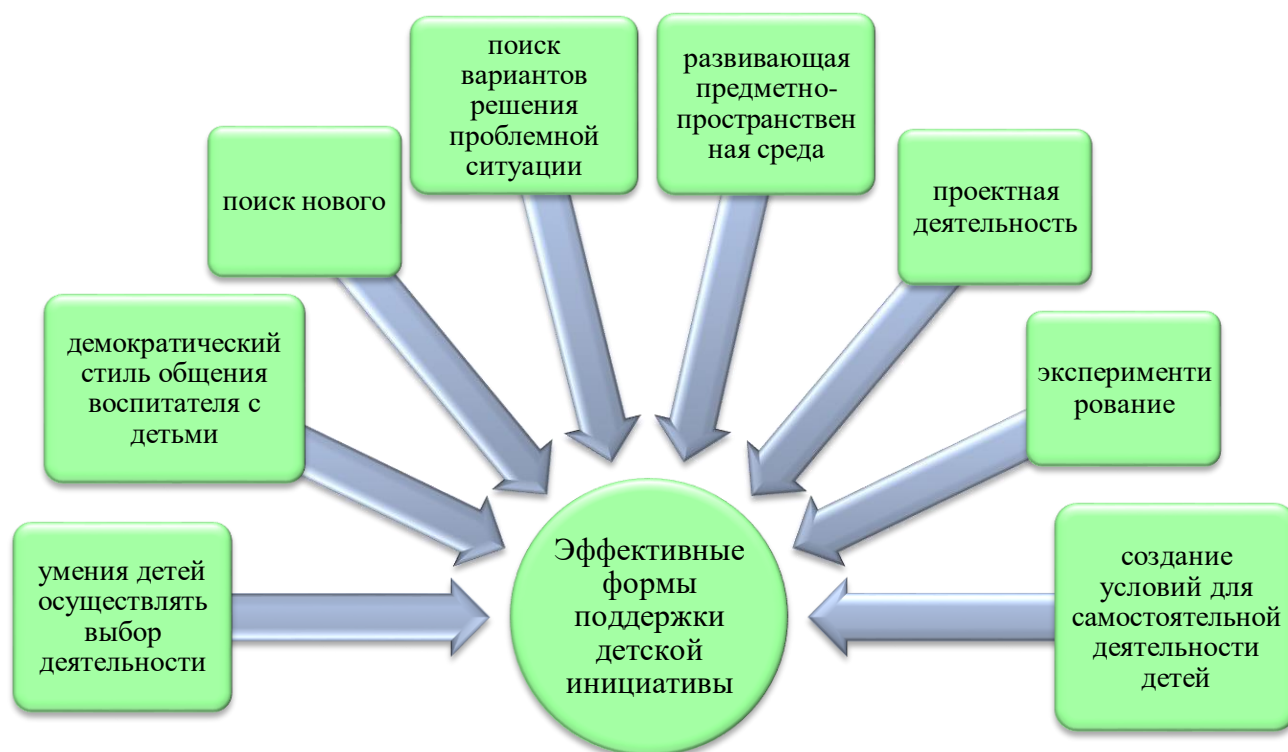 поиск
вариантов
решения
проблемной
ситуации
развивающая
предметно-
пространствен
ная среда
поиск нового
проектная
деятельность
демократический
стиль общения
воспитателя с
детьми
эксперименти
рование
умения детей
осуществлять
выбор
деятельности
Эффективные
формы
поддержки
детской
инициативы
создание
условий для
самостоятельной
деятельности
детей